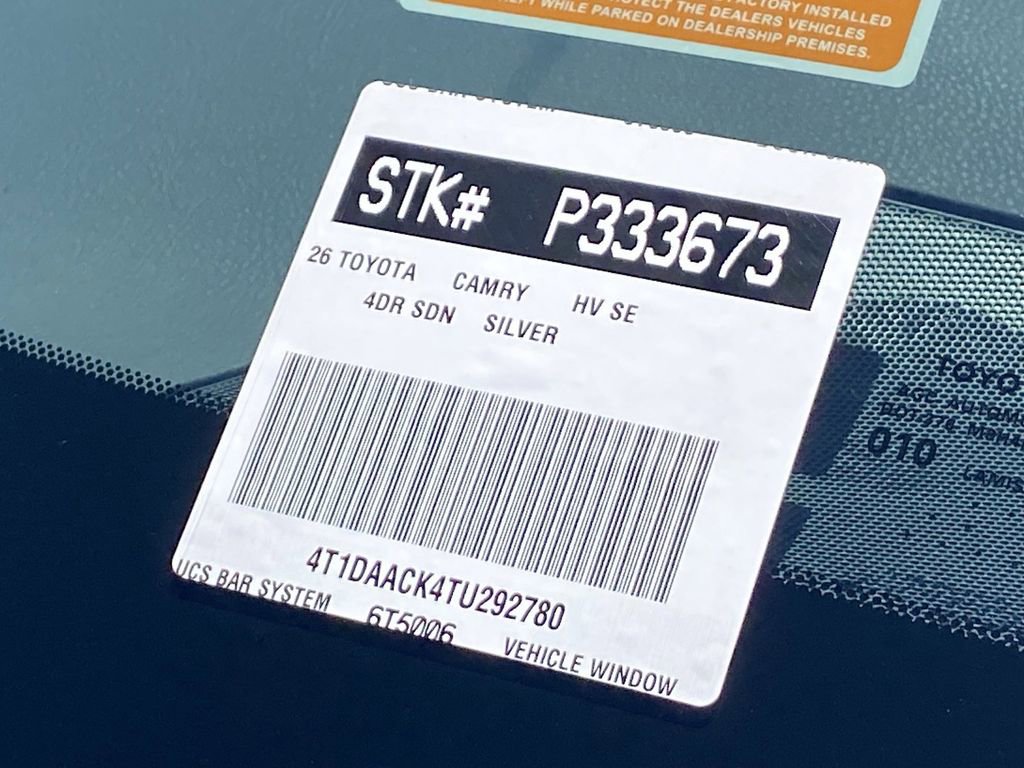 FACTORY INSTALLED
PROTECT THE DEALERS VEHICLES
WHILE PARKED ON DEALERSHIP PREMISES.
STK# P333673
26 TOYOTA CAMRY HV SE
4DR SDN SILVER
4T1DAACK4TU292780
UCS BAR SYSTEM 6T5006 VEHICLE WINDOW
010